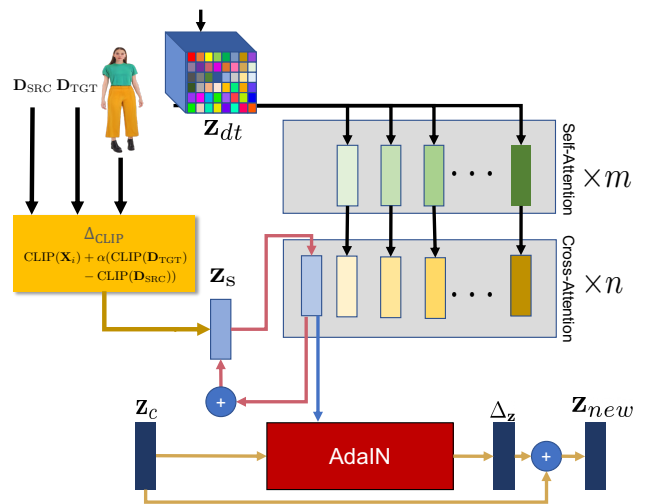 D_SRC D_TGT
z_dt
Self-Attention
×m
Δ_CLIP
CLIP(X_i) + α(CLIP(D_TGT)
− CLIP(D_SRC))
z_s
Cross-Attention
×n
+
z_c
AdaIN
Δ_z
+
z_new